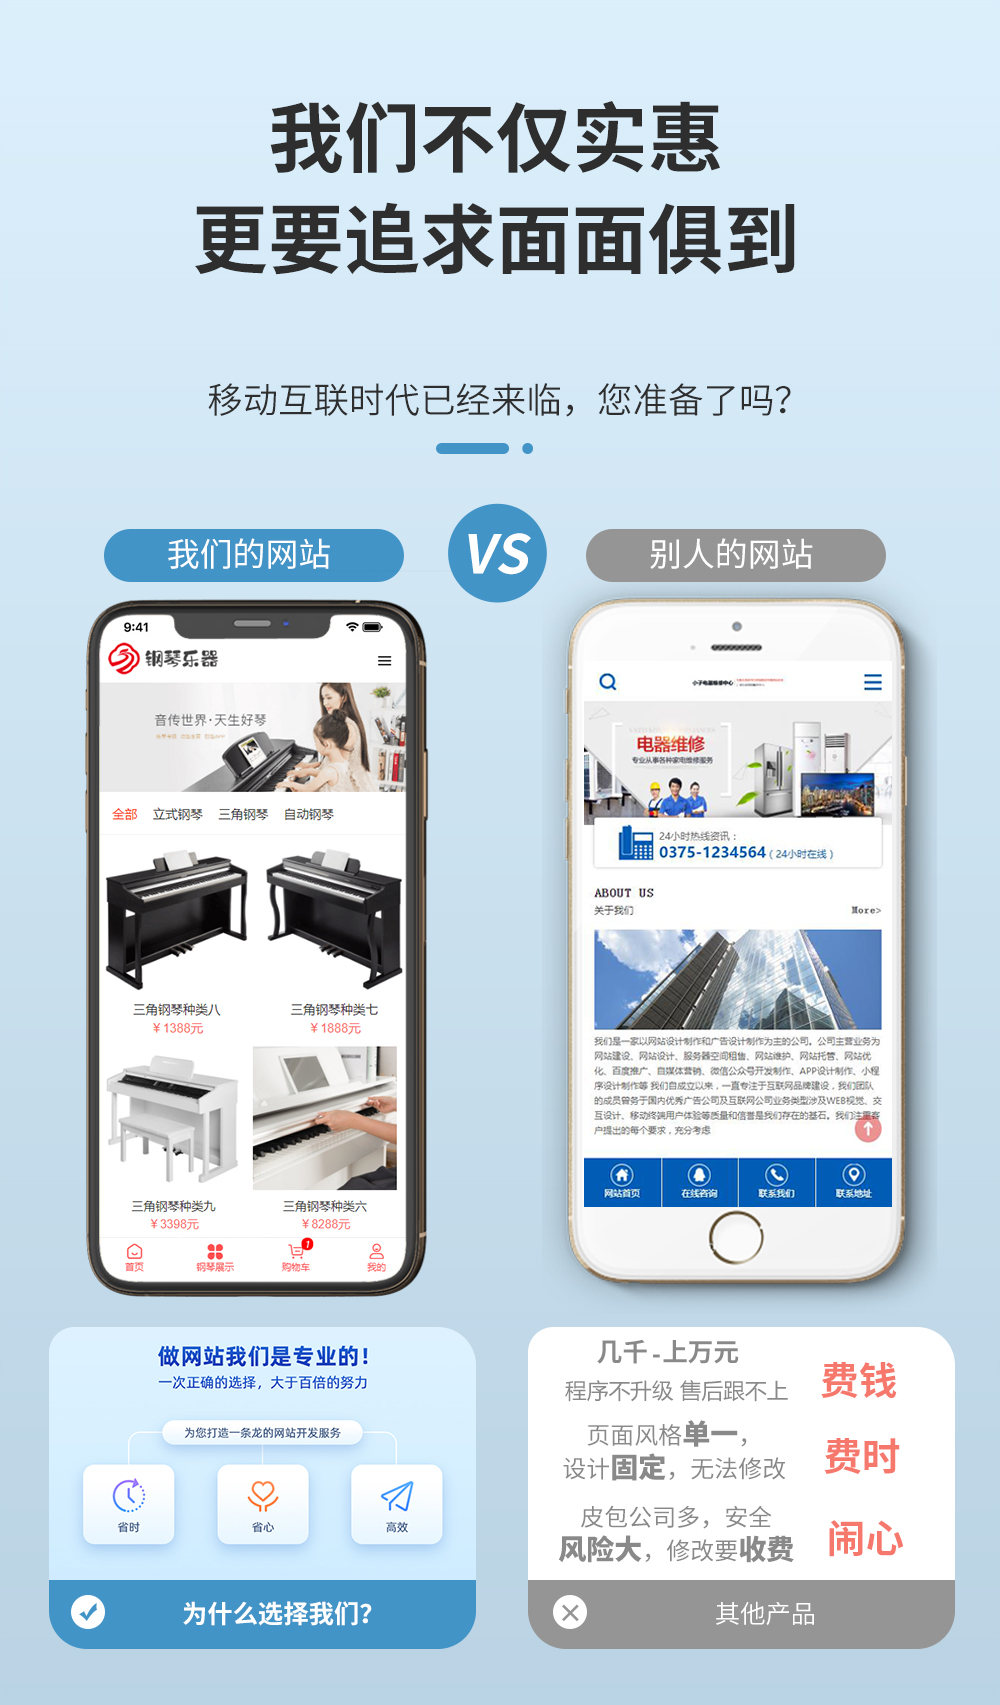 我们不仅实惠
更要追求面面俱到
移动互联时代已经来临，您准备了吗？
我们的网站
VS
别人的网站
9:41
钢琴乐器
音传世界·天生好琴
全部 立式钢琴 三角钢琴 自动钢琴
三角钢琴种类八
¥1388元
三角钢琴种类七
¥1888元
三角钢琴种类九
¥3398元
三角钢琴种类六
¥8288元
1
首页 钢琴展示 购物车 我的
小子电器维修中心
电器维修
专业从事各种家电维修服务
24小时热线资讯：
0375-1234564（24小时在线）
ABOUT US
关于我们 More>
我们是一家以网站设计制作和广告设计制作为主的公司。公司主营业务为
网站建设、网站设计、服务器空间租售、网站维护、网站托管、网站优
化、百度推广、自媒体营销、微信公众号开发制作、APP设计制作、小程
序设计制作等 我们自成立以来，一直专注于互联网品牌建设，我们团队
的成员曾务于国内优秀广告公司及互联网公司业务类型涉及WEB视觉、交
互设计、移动终端用户体验等质量和信誉是我们存在的基石。我们注重客
户提出的每个要求，充分考虑
网站首页 在线咨询 联系我们 联系地址
做网站我们是专业的！
一次正确的选择，大于百倍的努力
为您打造一条龙的网站开发服务
省时 省心 高效
为什么选择我们？
几千-上万元
程序不升级 售后跟不上
费钱
页面风格单一，
设计固定，无法修改
费时
皮包公司多，安全
风险大，修改要收费
闹心
其他产品